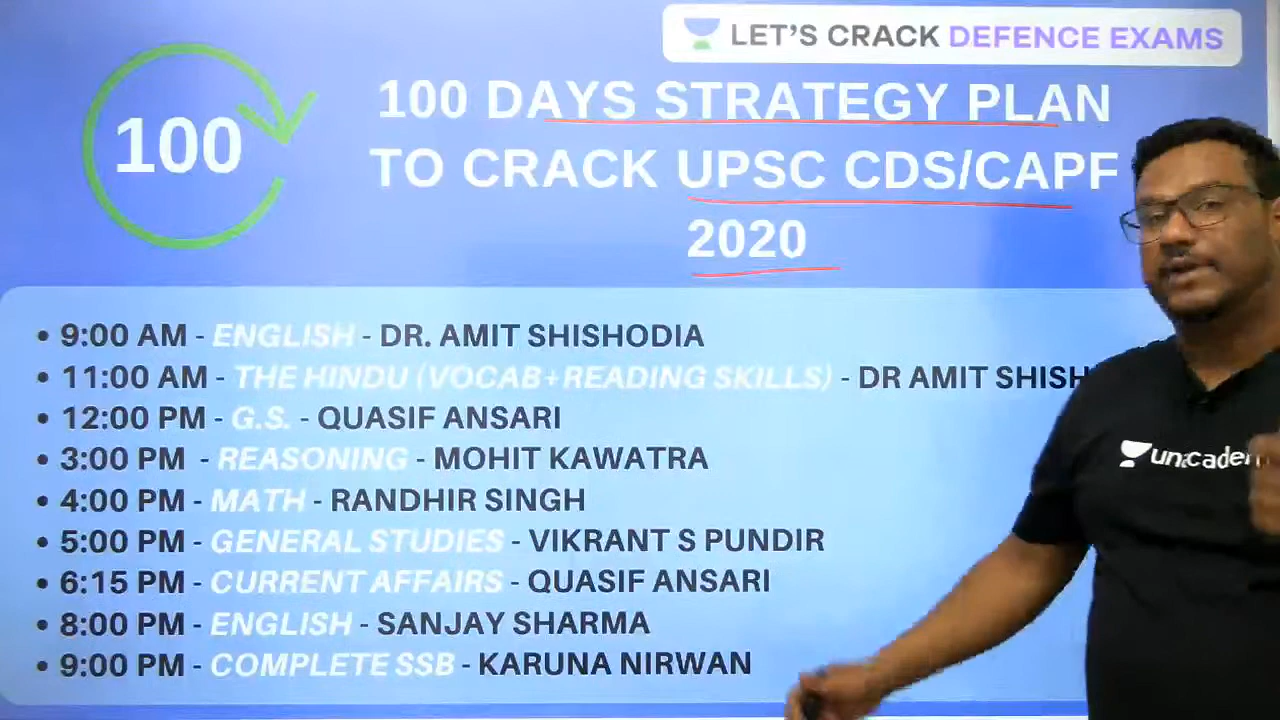 LET'S CRACK DEFENCE EXAMS
100 DAYS STRATEGY PLAN
100
TO CRACK UPSC CDS/CAPF
2020
• 9:00 AM - ENGLISH - DR. AMIT SHISHODIA
• 11:00 AM - THE HINDU (VOCAB+READING SKILLS) - DR AMIT SHISH
• 12:00 PM - G.S. - QUASIF ANSARI
• 3:00 PM - REASONING - MOHIT KAWATRA
• 4:00 PM - MATH - RANDHIR SINGH
• 5:00 PM - GENERAL STUDIES - VIKRANT S PUNDIR
• 6:15 PM - CURRENT AFFAIRS - QUASIF ANSARI
• 8:00 PM - ENGLISH - SANJAY SHARMA
• 9:00 PM - COMPLETE SSB - KARUNA NIRWAN